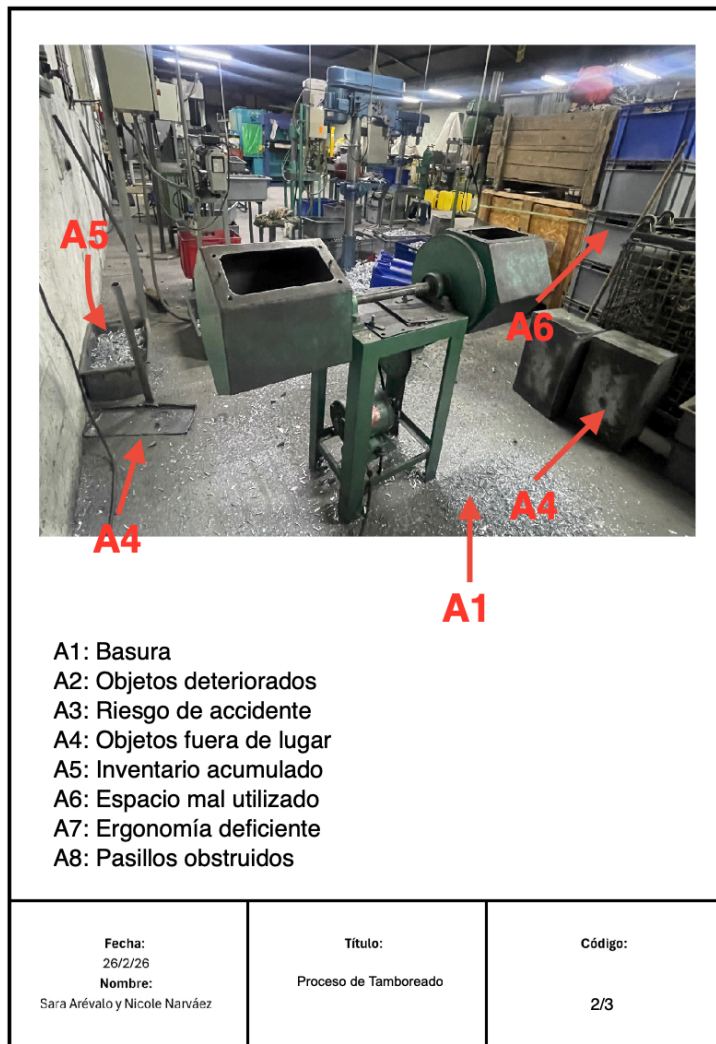 A5
A6
A4
A4
A1
A1: Basura
A2: Objetos deteriorados
A3: Riesgo de accidente
A4: Objetos fuera de lugar
A5: Inventario acumulado
A6: Espacio mal utilizado
A7: Ergonomía deficiente
A8: Pasillos obstruidos
Fecha:
26/2/26
Nombre:
Sara Arévalo y Nicole Narváez
Título:
Proceso de Tamboreado
Código:
2/3